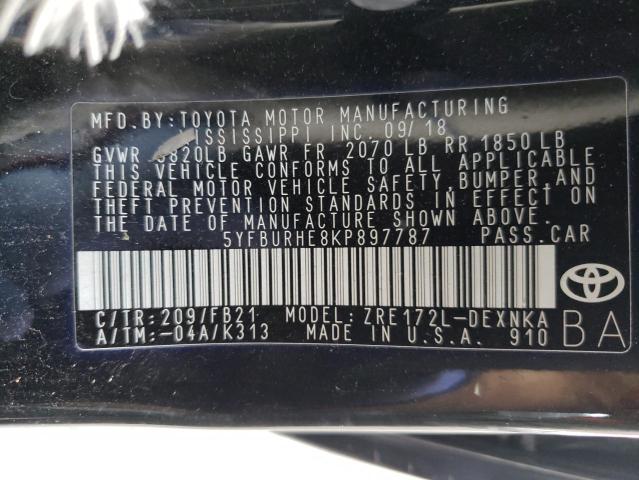 MFD. BY: TOYOTA MOTOR MANUFACTURING
ISSISSIPPI INC. 09/18
GVWR 3820LB GAWR FR 2070 LB RR 1850 LB
THIS VEHICLE CONFORMS TO ALL APPLICABLE
FEDERAL MOTOR VEHICLE SAFETY, BUMPER, AND
THEFT PREVENTION STANDARDS IN EFFECT ON
THE DATE OF MANUFACTURE SHOWN ABOVE.
5YFBURHE8KP897787 PASS.CAR
C/TR: 209/FB21 MODEL: ZRE172L-DEXNKA
A/TM: -04A/K313 MADE IN U.S.A. 910
BA